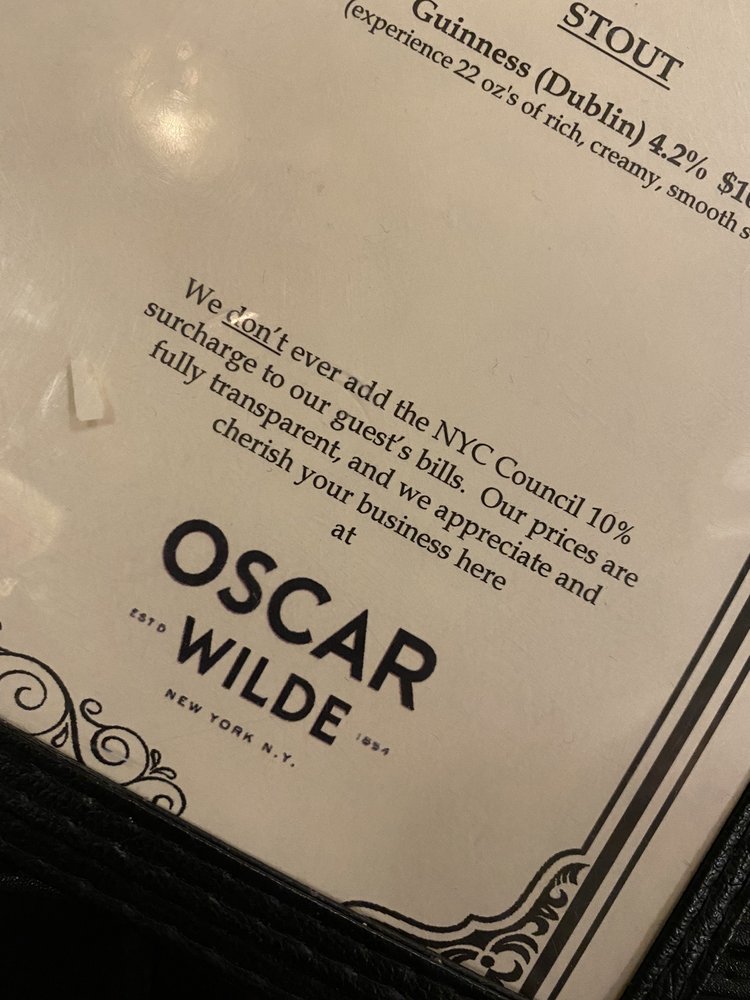 STOUT
Guinness (Dublin) 4.2%
(experience 22 oz's of rich, creamy, smooth
We don't ever add the NYC Council 10%
surcharge to our guest's bills. Our prices are
fully transparent, and we appreciate and
cherish your business here
at
OSCAR
ESTD WILDE 1854
NEW YORK N.Y.